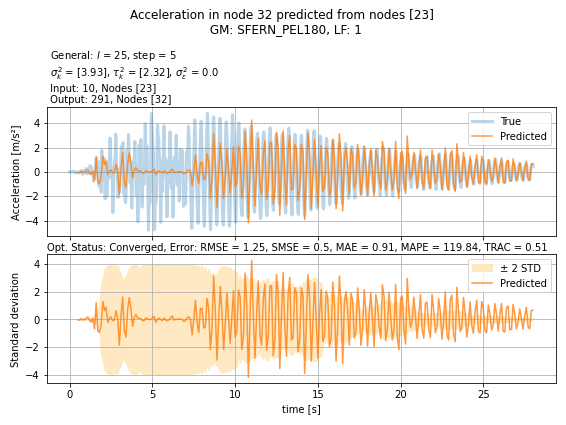 Acceleration in node 32 predicted from nodes [23]
GM: SFERN_PEL180, LF: 1
General: l = 25, step = 5
σ²ₖ = [3.93], τ²ₖ = [2.32], σ²ε = 0.0
Input: 10, Nodes [23]
Output: 291, Nodes [32]
4
2
0
−2
−4
Acceleration [m/s²]
True
Predicted
Opt. Status: Converged, Error: RMSE = 1.25, SMSE = 0.5, MAE = 0.91, MAPE = 119.84, TRAC = 0.51
4
2
0
−2
−4
Standard deviation
± 2 STD
Predicted
0 5 10 15 20 25
time [s]